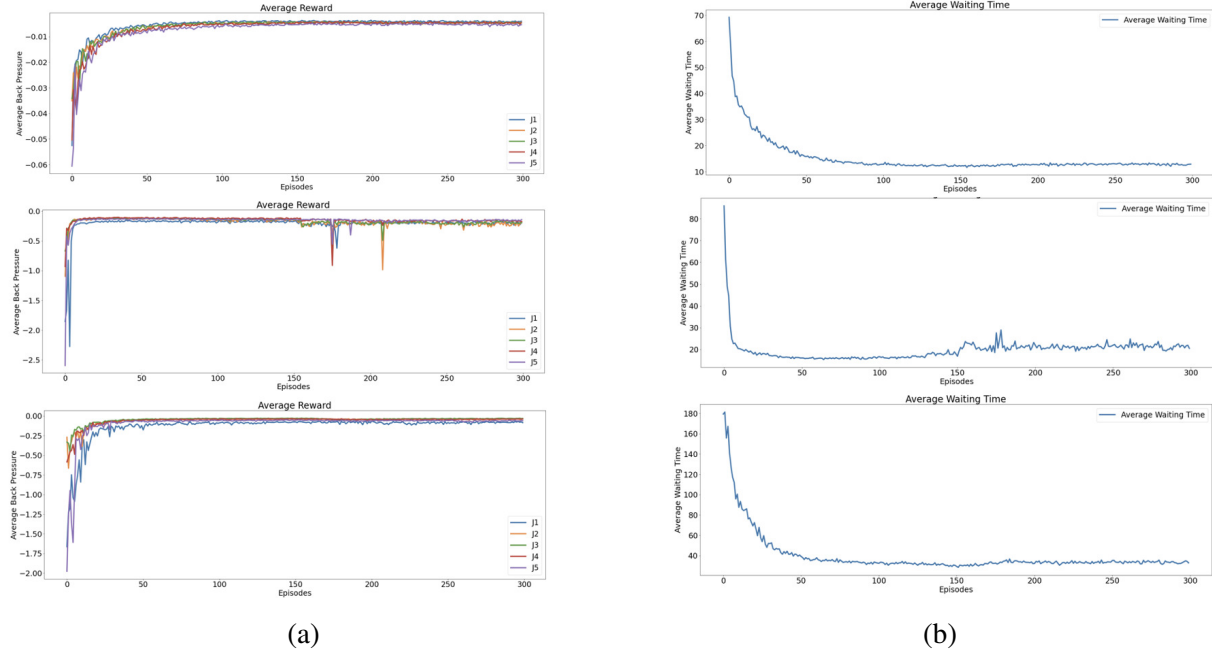 Average Reward
Average Back Pressure
−0.01
−0.02
−0.03
−0.04
−0.05
−0.06
J1
J2
J3
J4
J5
0 50 100 150 200 250 300
Episodes
Average Reward
Average Back Pressure
0.0
−0.5
−1.0
−1.5
−2.0
−2.5
J1
J2
J3
J4
J5
0 50 100 150 200 250 300
Episodes
Average Reward
Average Back Pressure
0.00
−0.25
−0.50
−0.75
−1.00
−1.25
−1.50
−1.75
−2.00
J1
J2
J3
J4
J5
0 50 100 150 200 250 300
Episodes
(a)
Average Waiting Time
Average Waiting Time
70
60
50
40
30
20
10
Average Waiting Time
0 50 100 150 200 250 300
Episodes
Average Waiting Time
80
70
60
50
40
30
20
Average Waiting Time
0 50 100 150 200 250 300
Episodes
Average Waiting Time
Average Waiting Time
180
160
140
120
100
80
60
40
Average Waiting Time
0 50 100 150 200 250 300
Episodes
(b)